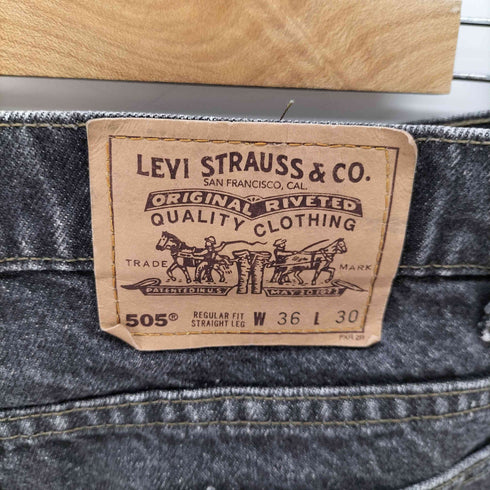 LEVI STRAUSS & CO.
SAN FRANCISCO, CAL.
ORIGINAL RIVETED
QUALITY CLOTHING
TRADE MARK
PATENTED IN U.S. MAY 20 1873
505® REGULAR FIT STRAIGHT LEG W 36 L 30